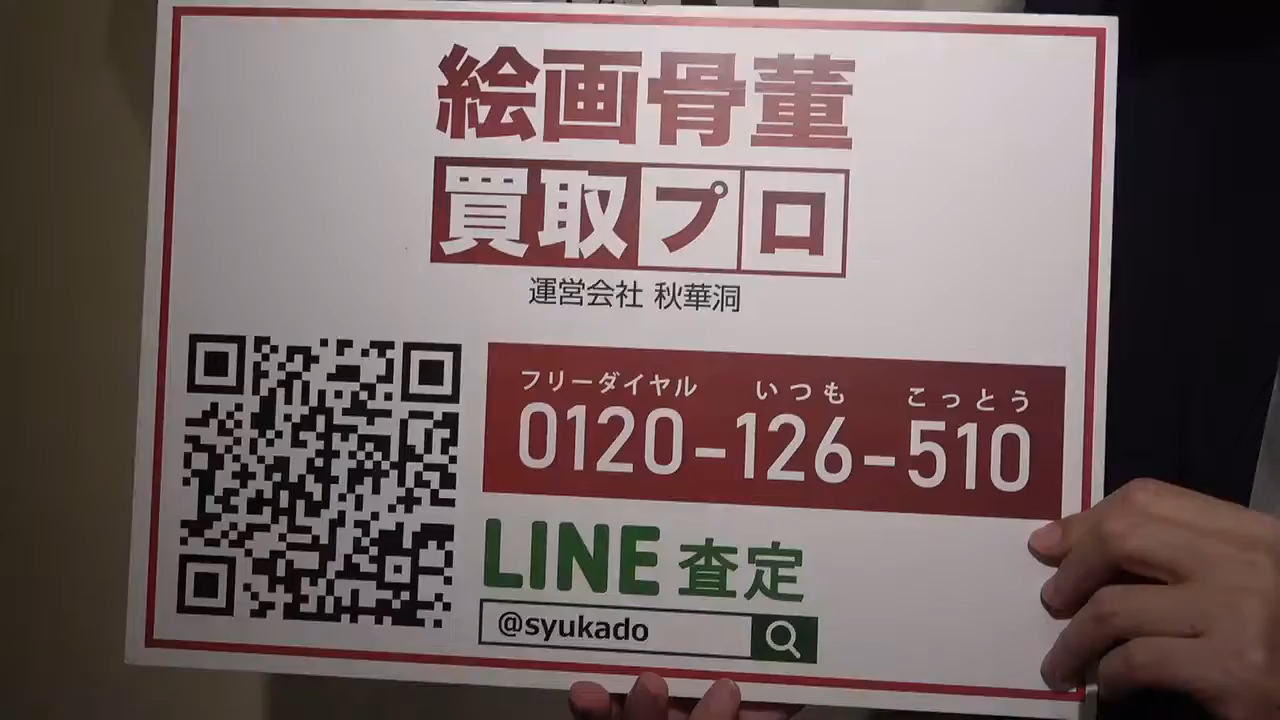 絵画骨董
買取プロ
運営会社 秋華洞
フリーダイヤル いつも こっとう
0120-126-510
LINE 査定
@syukado